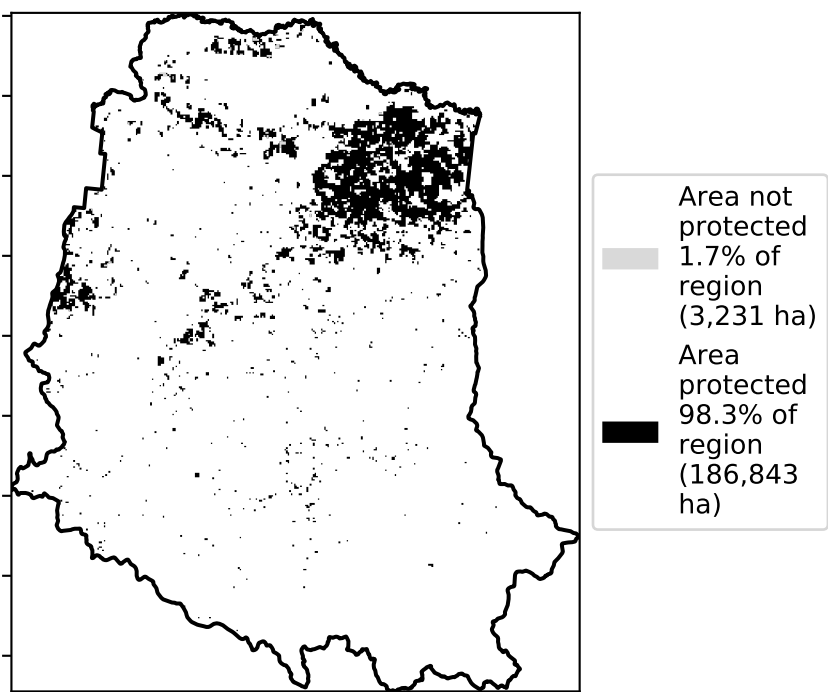 Area not
protected
1.7% of
region
(3,231 ha)
Area
protected
98.3% of
region
(186,843
ha)